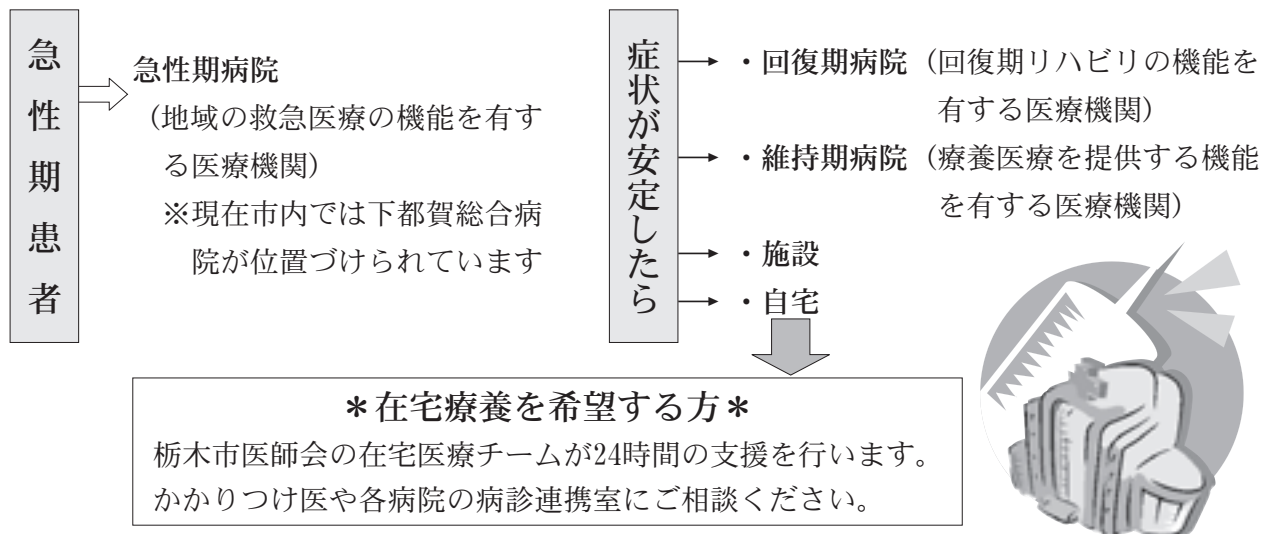 急性期患者
急性期病院
（地域の救急医療の機能を有す
る医療機関）
※現在市内では下都賀総合病
院が位置づけられています
症状が安定したら
・回復期病院（回復期リハビリの機能を
有する医療機関）
・維持期病院（療養医療を提供する機能
を有する医療機関）
・施設
・自宅
＊在宅療養を希望する方＊
栃木市医師会の在宅医療チームが24時間の支援を行います。
かかりつけ医や各病院の病診連携室にご相談ください。